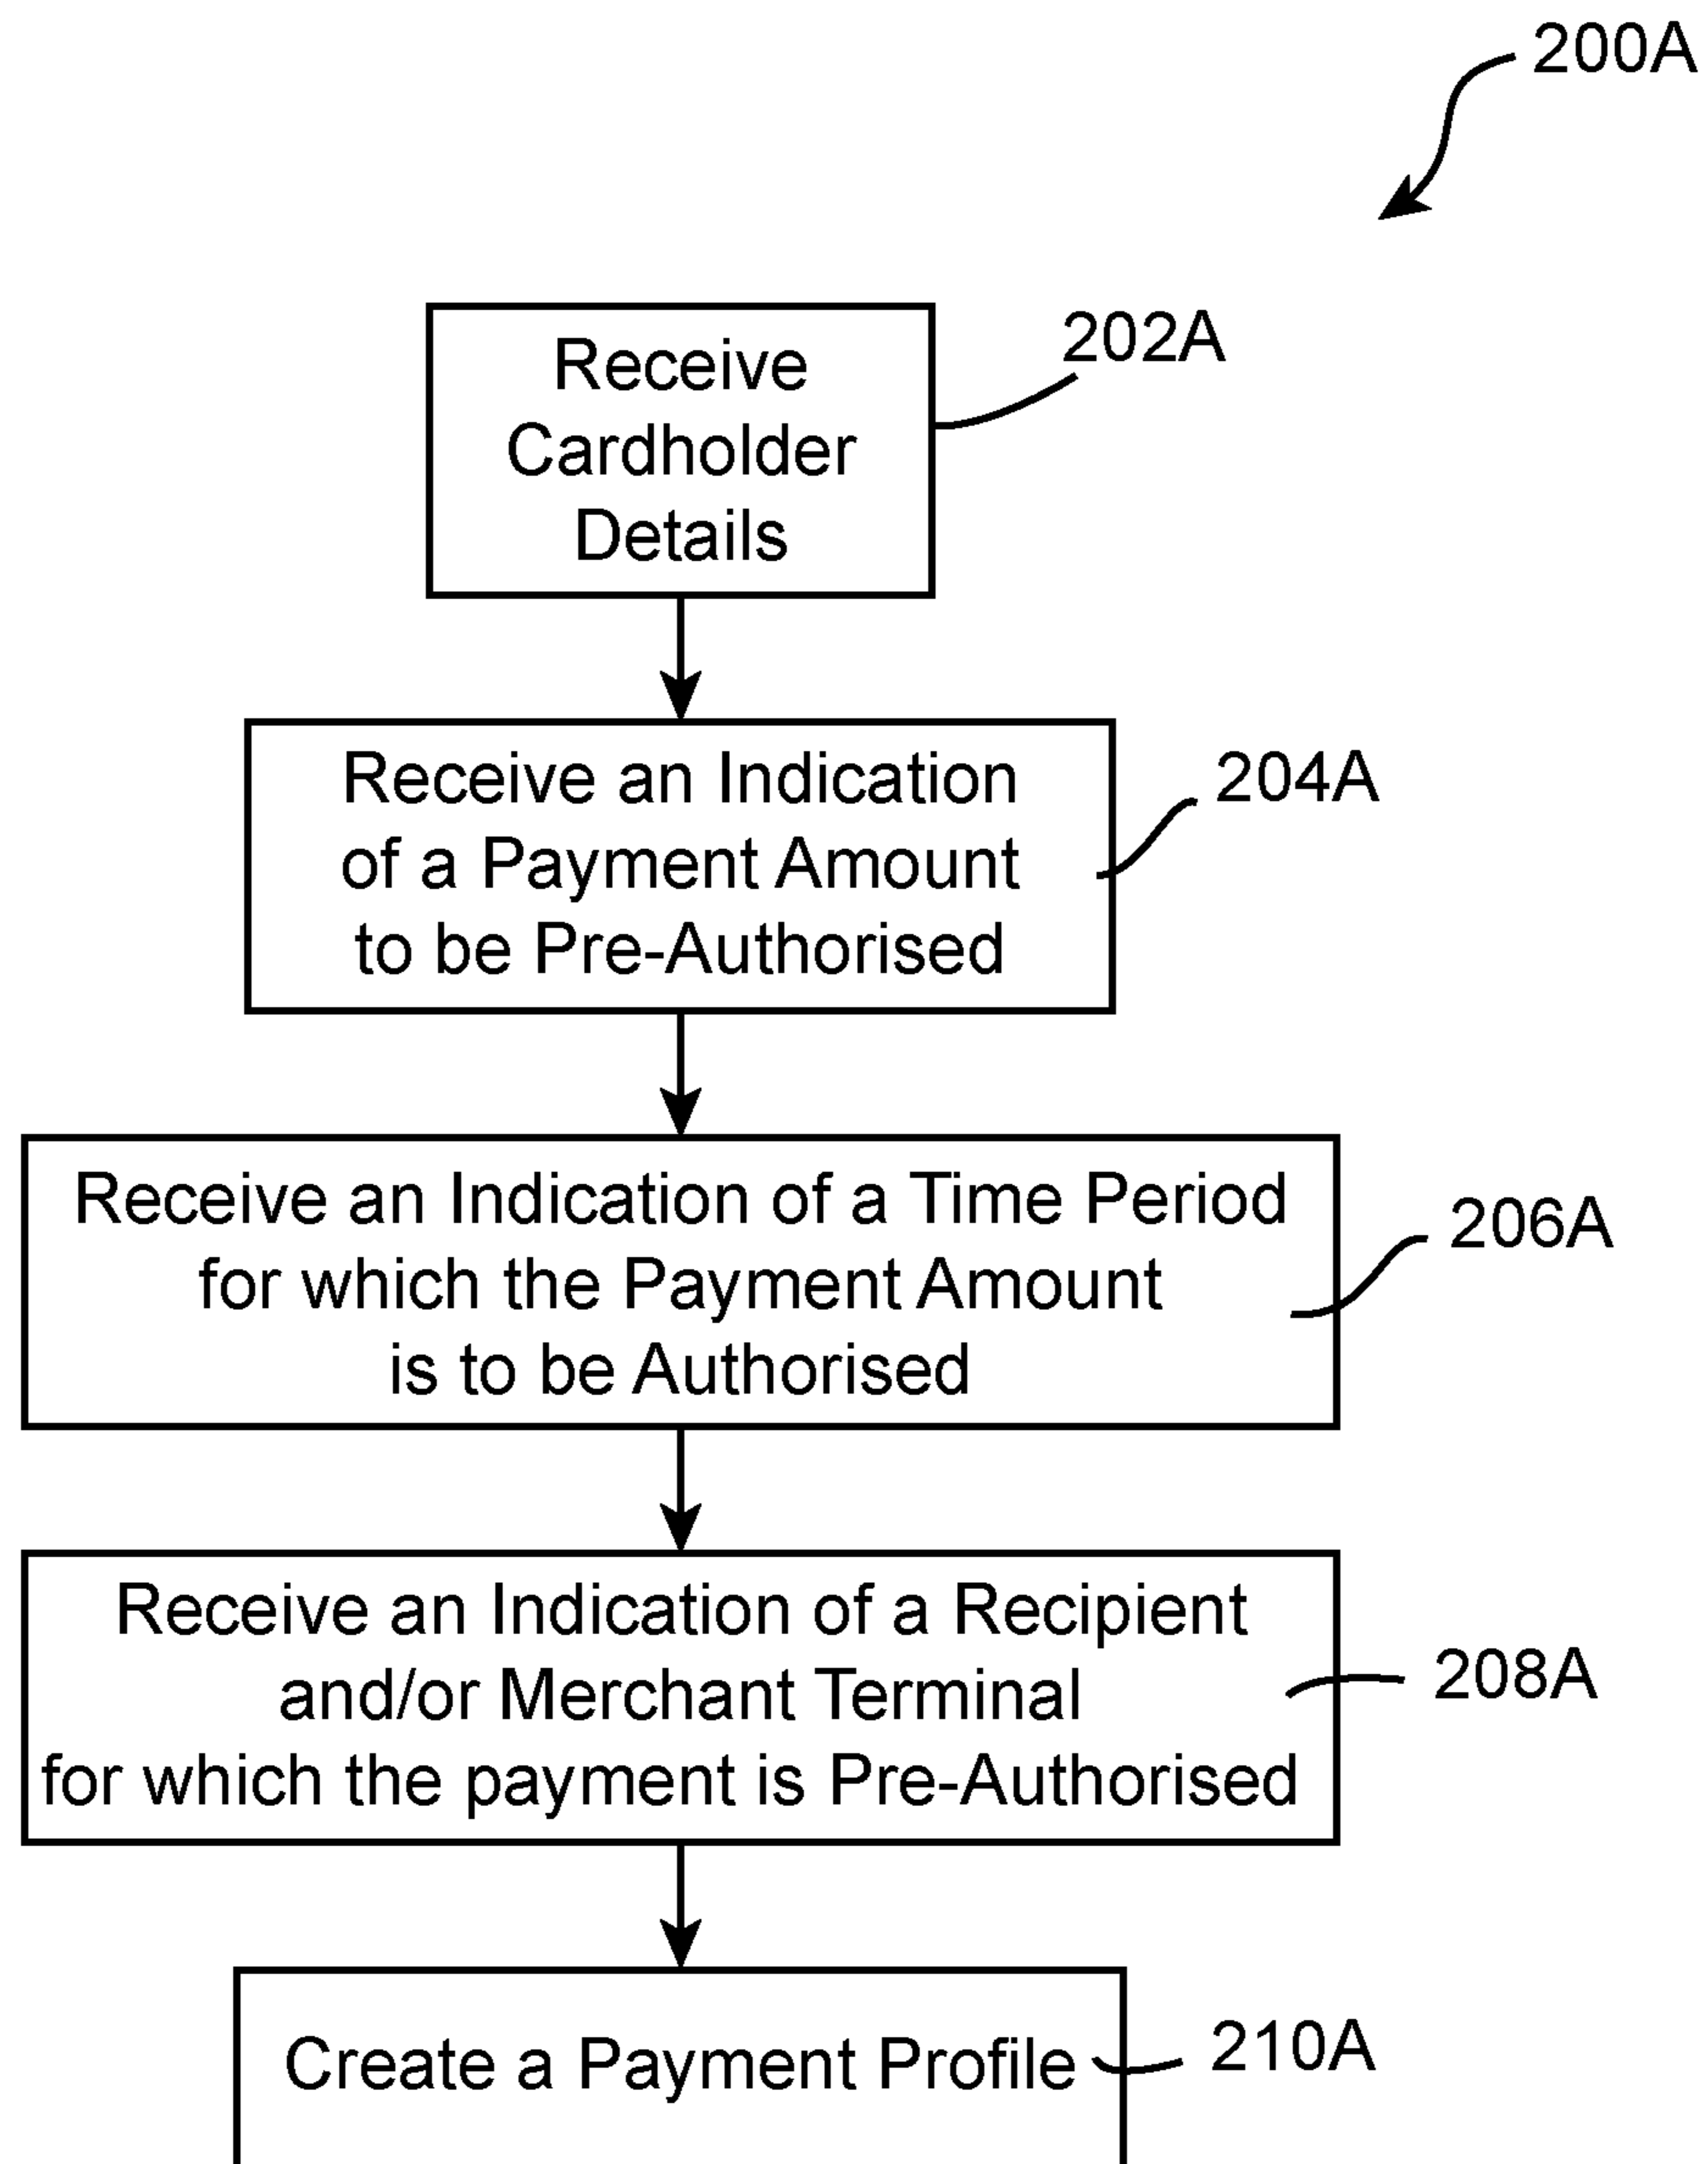 200A
Receive
Cardholder
Details
202A
Receive an Indication
of a Payment Amount
to be Pre-Authorised
204A
Receive an Indication of a Time Period
for which the Payment Amount
is to be Authorised
206A
Receive an Indication of a Recipient
and/or Merchant Terminal
for which the payment is Pre-Authorised
208A
Create a Payment Profile
210A